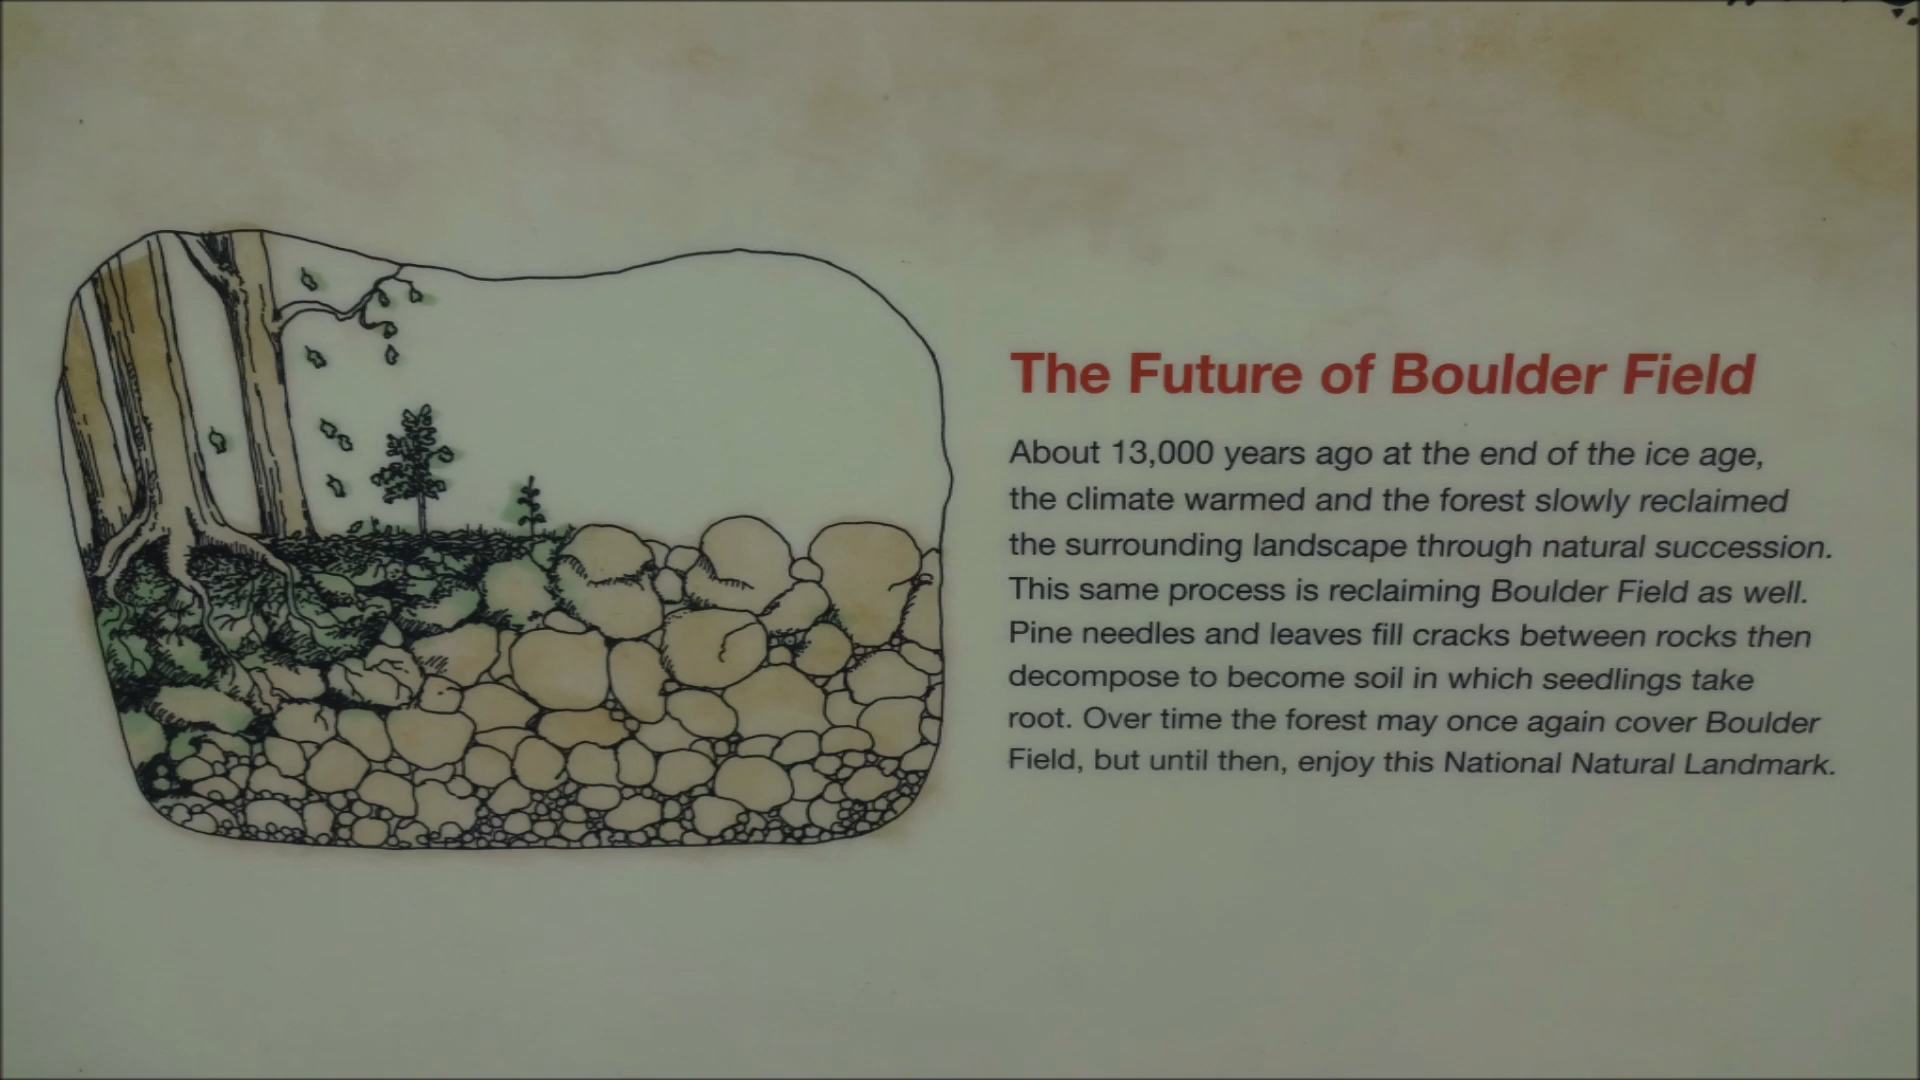 The Future of Boulder Field
About 13,000 years ago at the end of the ice age,
the climate warmed and the forest slowly reclaimed
the surrounding landscape through natural succession.
This same process is reclaiming Boulder Field as well.
Pine needles and leaves fill cracks between rocks then
decompose to become soil in which seedlings take
root. Over time the forest may once again cover Boulder
Field, but until then, enjoy this National Natural Landmark.